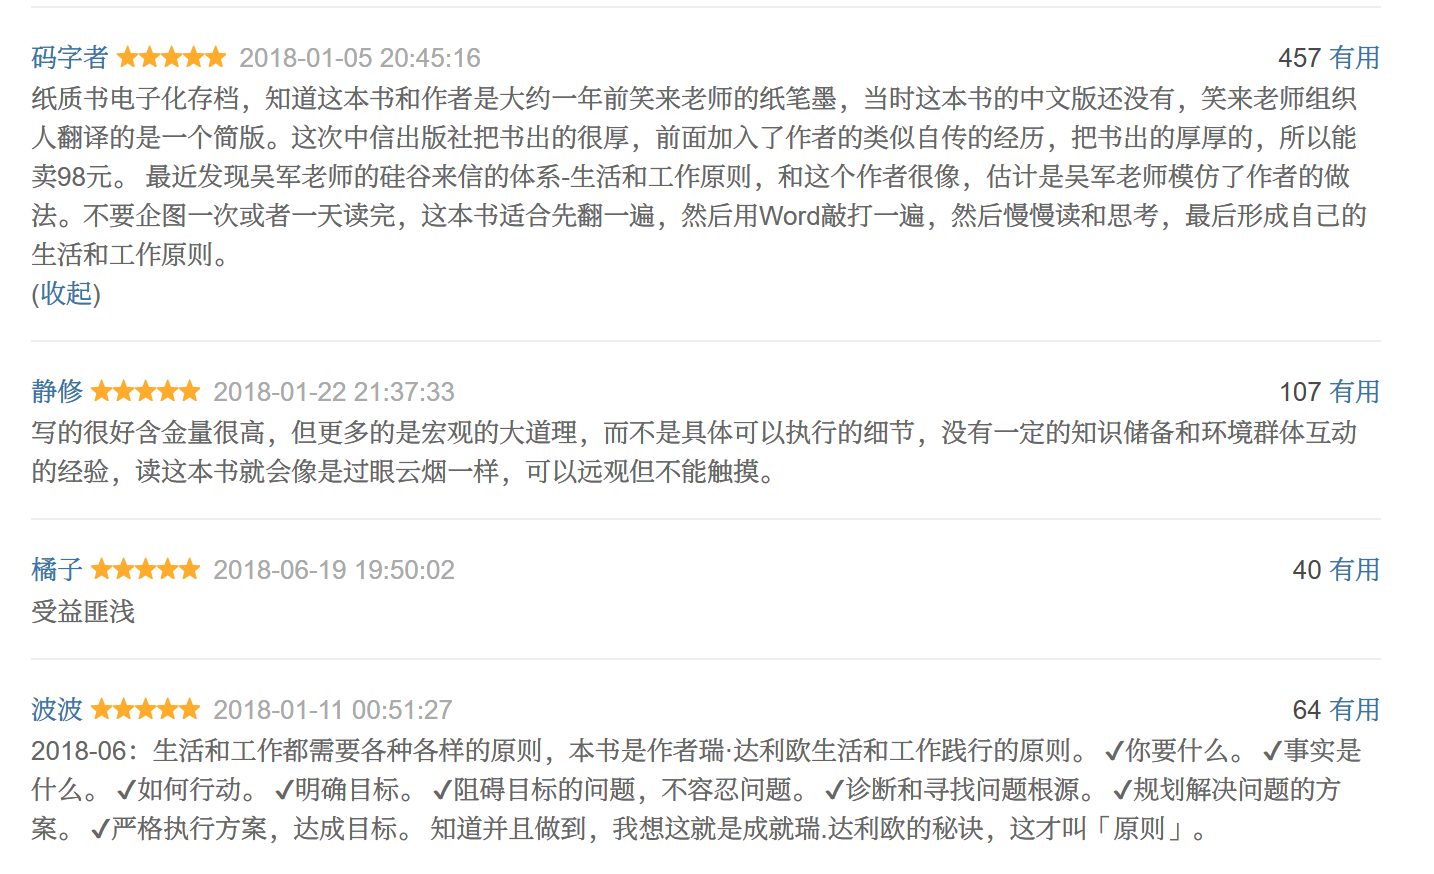 码字者 ★★★★★ 2018-01-05 20:45:16 457 有用
纸质书电子化存档，知道这本书和作者是大约一年前笑来老师的纸笔墨，当时这本书的中文版还没有，笑来老师组织
人翻译的是一个简版。这次中信出版社把书出的很厚，前面加入了作者的类似自传的经历，把书出的厚厚的，所以能
卖98元。 最近发现吴军老师的硅谷来信的体系-生活和工作原则，和这个作者很像，估计是吴军老师模仿了作者的做
法。不要企图一次或者一天读完，这本书适合先翻一遍，然后用Word敲打一遍，然后慢慢读和思考，最后形成自己的
生活和工作原则。
(收起)
静修 ★★★★★ 2018-01-22 21:37:33 107 有用
写的很好含金量很高，但更多的是宏观的大道理，而不是具体可以执行的细节，没有一定的知识储备和环境群体互动
的经验，读这本书就会像是过眼云烟一样，可以远观但不能触摸。
橘子 ★★★★★ 2018-06-19 19:50:02 40 有用
受益匪浅
波波 ★★★★★ 2018-01-11 00:51:27 64 有用
2018-06：生活和工作都需要各种各样的原则，本书是作者瑞·达利欧生活和工作践行的原则。 ✓你要什么。 ✓事实是
什么。 ✓如何行动。 ✓明确目标。 ✓阻碍目标的问题，不容忍问题。 ✓诊断和寻找问题根源。 ✓规划解决问题的方
案。 ✓严格执行方案，达成目标。 知道并且做到，我想这就是成就瑞.达利欧的秘诀，这才叫「原则」。